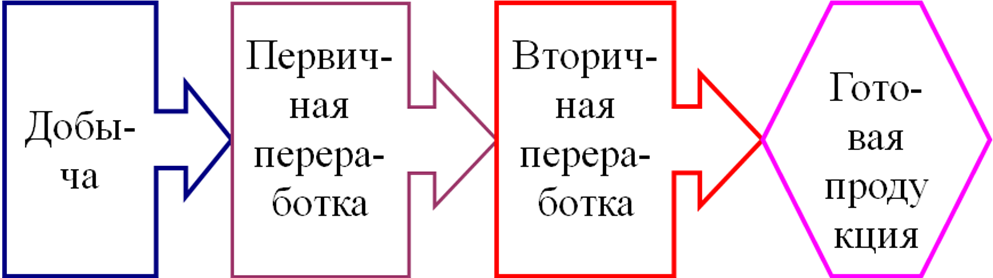 Добы-
ча
Первич-
ная
перера-
ботка
Вторич-
ная
перера-
ботка
Гото-
вая
проду
кция